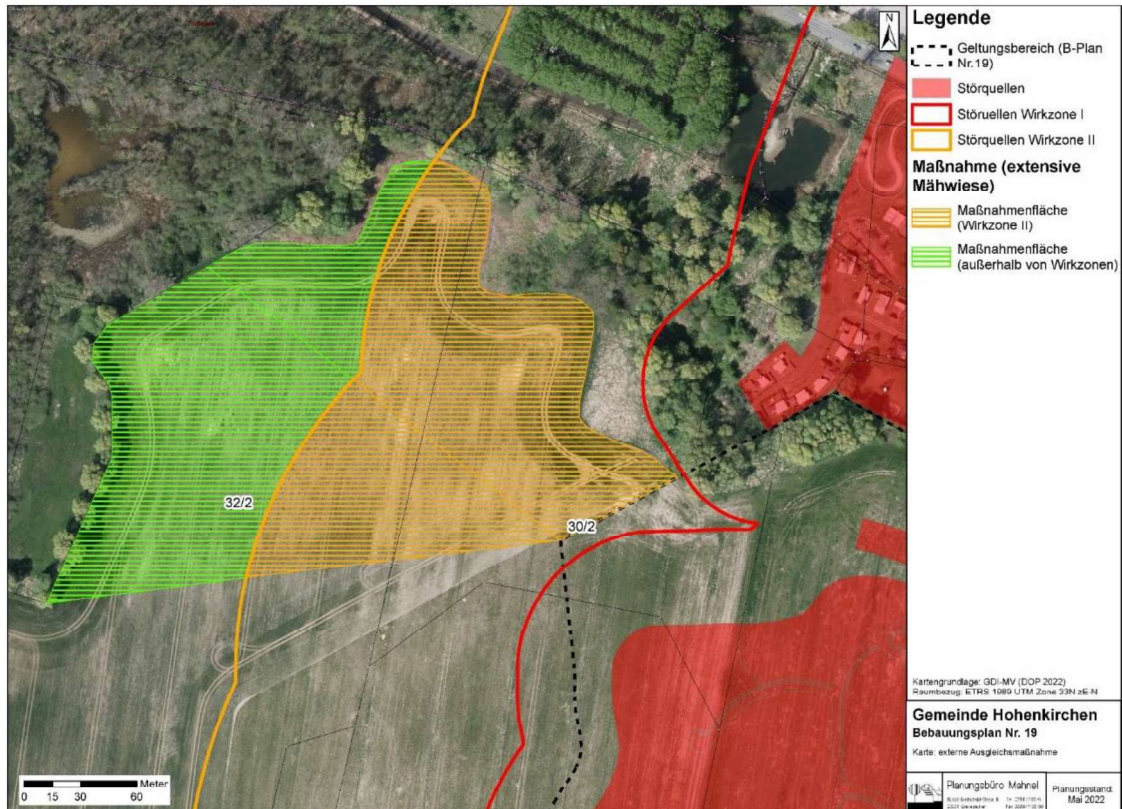 32/2
30/2
0 15 30 60
Meter
N
Legende
Geltungsbereich (B-Plan
Nr.19)
Störquellen
Störuellen Wirkzone I
Störquellen Wirkzone II
Maßnahme (extensive
Mähwiese)
Maßnahmenfläche
(Wirkzone II)
Maßnahmenfläche
(außerhalb von Wirkzonen)
Kartengrundlage: GDI-MV (DOP 2022)
Raumbezug: ETRS 1989 UTM Zone 33N zE-N
Gemeinde Hohenkirchen
Bebauungsplan Nr. 19
Karte: externe Ausgleichsmaßnahme
Planungsbüro Mahnel
Planungsstand:
Mai 2022